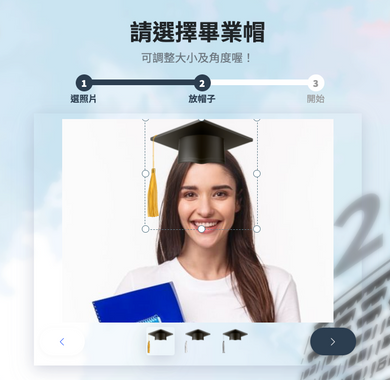 請選擇畢業帽
可調整大小及角度喔！
1 2 3
選照片 放帽子 開始
2